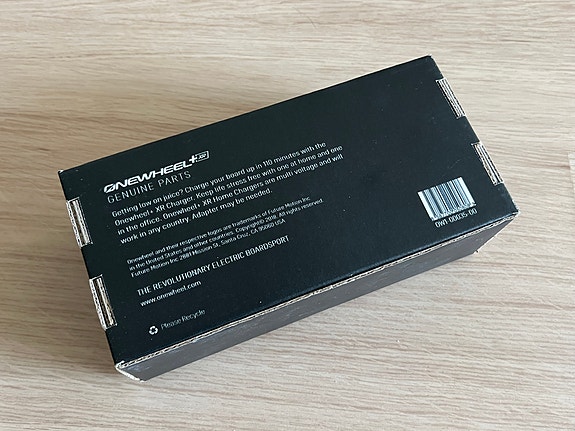 ONEWHEEL+ XR
GENUINE PARTS
Getting low on juice? Charge your board up in 110 minutes with the
Onewheel+ XR Charger. Keep life stress free with one at home and one
in the office. Onewheel+ XR Home Chargers are multi-voltage and will
work in any country. Adapter may be needed.
Onewheel and their respective logos are trademarks of Future Motion Inc.
in the United States and other countries. Copyright© 2018. All rights reserved.
Future Motion Inc 2881 Mission St, Santa Cruz, CA 95060 USA
THE REVOLUTIONARY ELECTRIC BOARDSPORT
www.onewheel.com
Please Recycle
OW1 00035 00